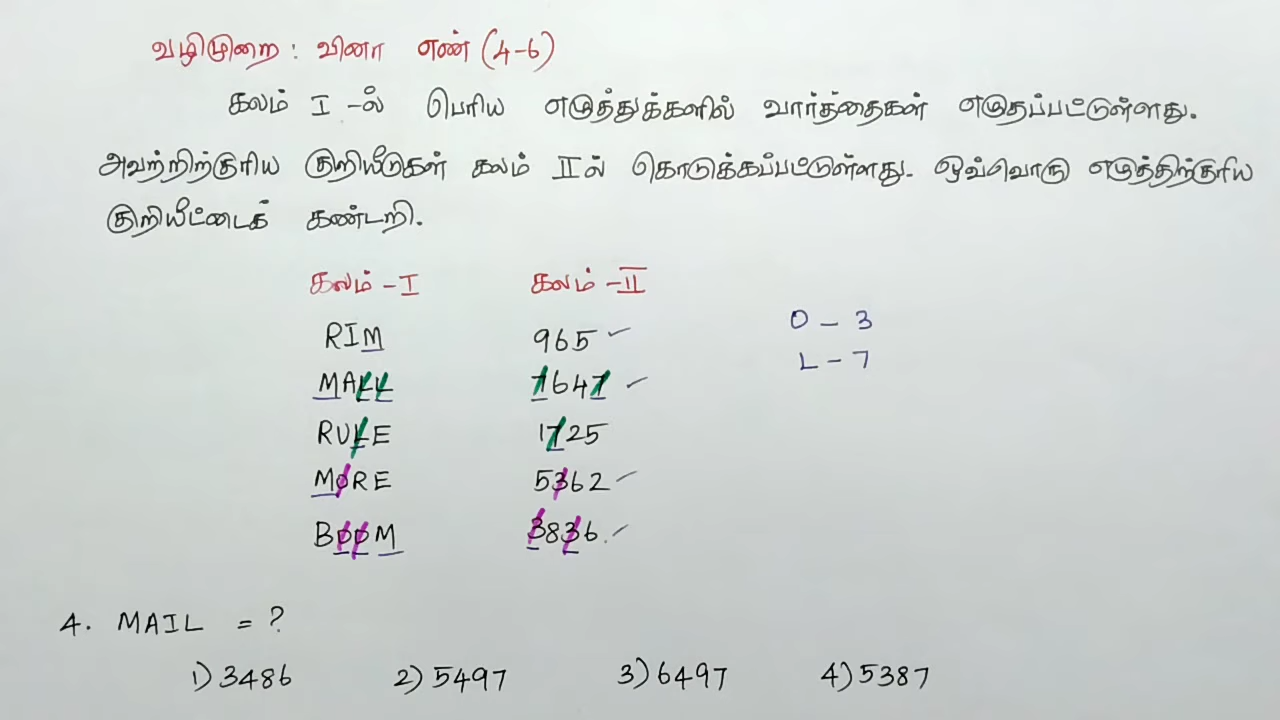 வழிமுறை : வினா எண் (4-6)
கலம் I -ல் பெரிய எழுத்துக்களில் வார்த்தைகள் எழுதப்பட்டுள்ளது.
அவற்றிற்குரிய குறியீடுகள் கலம் II ல் கொடுக்கப்பட்டுள்ளது. ஒவ்வொரு எழுத்திற்குரிய
குறியீட்டைக் கண்டறி.
கலம் - I கலம் - II
RIM 965
MALL 7647
RULE 1725
MORE 5362
BOOM 3836.
O - 3
L - 7
4. MAIL = ?
1) 3486 2) 5497 3) 6497 4) 5387